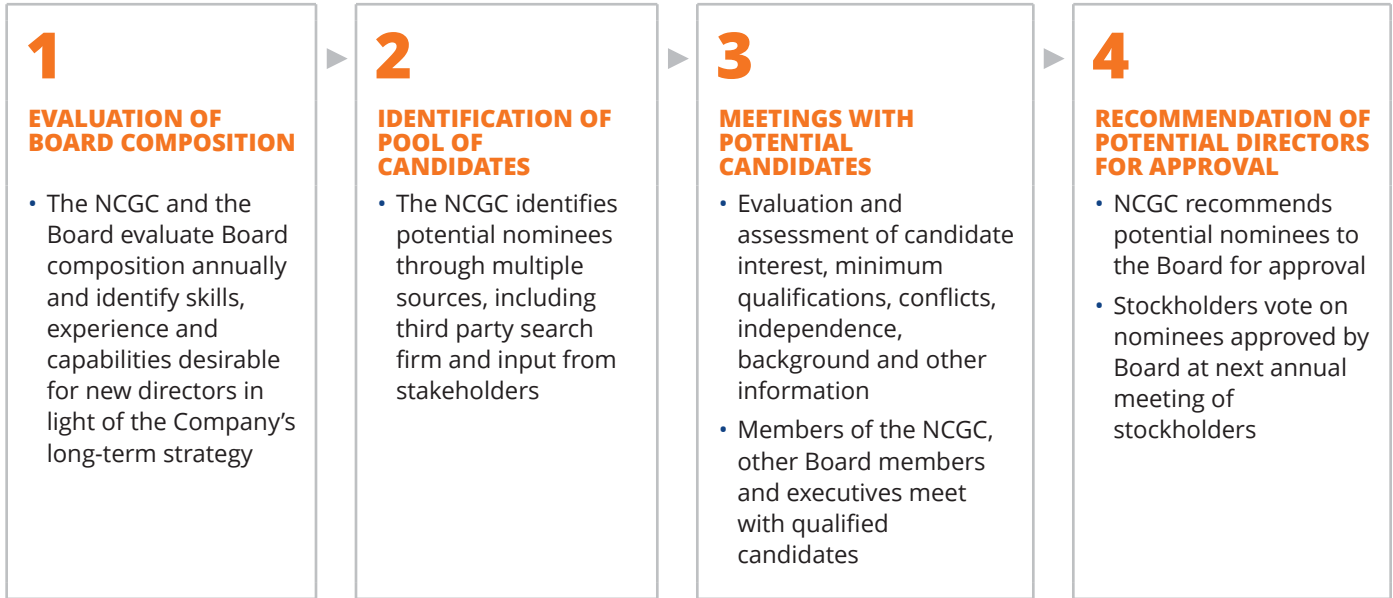 1
EVALUATION OF
BOARD COMPOSITION
• The NCGC and the
Board evaluate Board
composition annually
and identify skills,
experience and
capabilities desirable
for new directors in
light of the Company’s
long-term strategy
2
IDENTIFICATION OF
POOL OF
CANDIDATES
• The NCGC identifies
potential nominees
through multiple
sources, including
third party search
firm and input from
stakeholders
3
MEETINGS WITH
POTENTIAL
CANDIDATES
• Evaluation and
assessment of candidate
interest, minimum
qualifications, conflicts,
independence,
background and other
information
• Members of the NCGC,
other Board members
and executives meet
with qualified
candidates
4
RECOMMENDATION OF
POTENTIAL DIRECTORS
FOR APPROVAL
• NCGC recommends
potential nominees to
the Board for approval
• Stockholders vote on
nominees approved by
Board at next annual
meeting of
stockholders